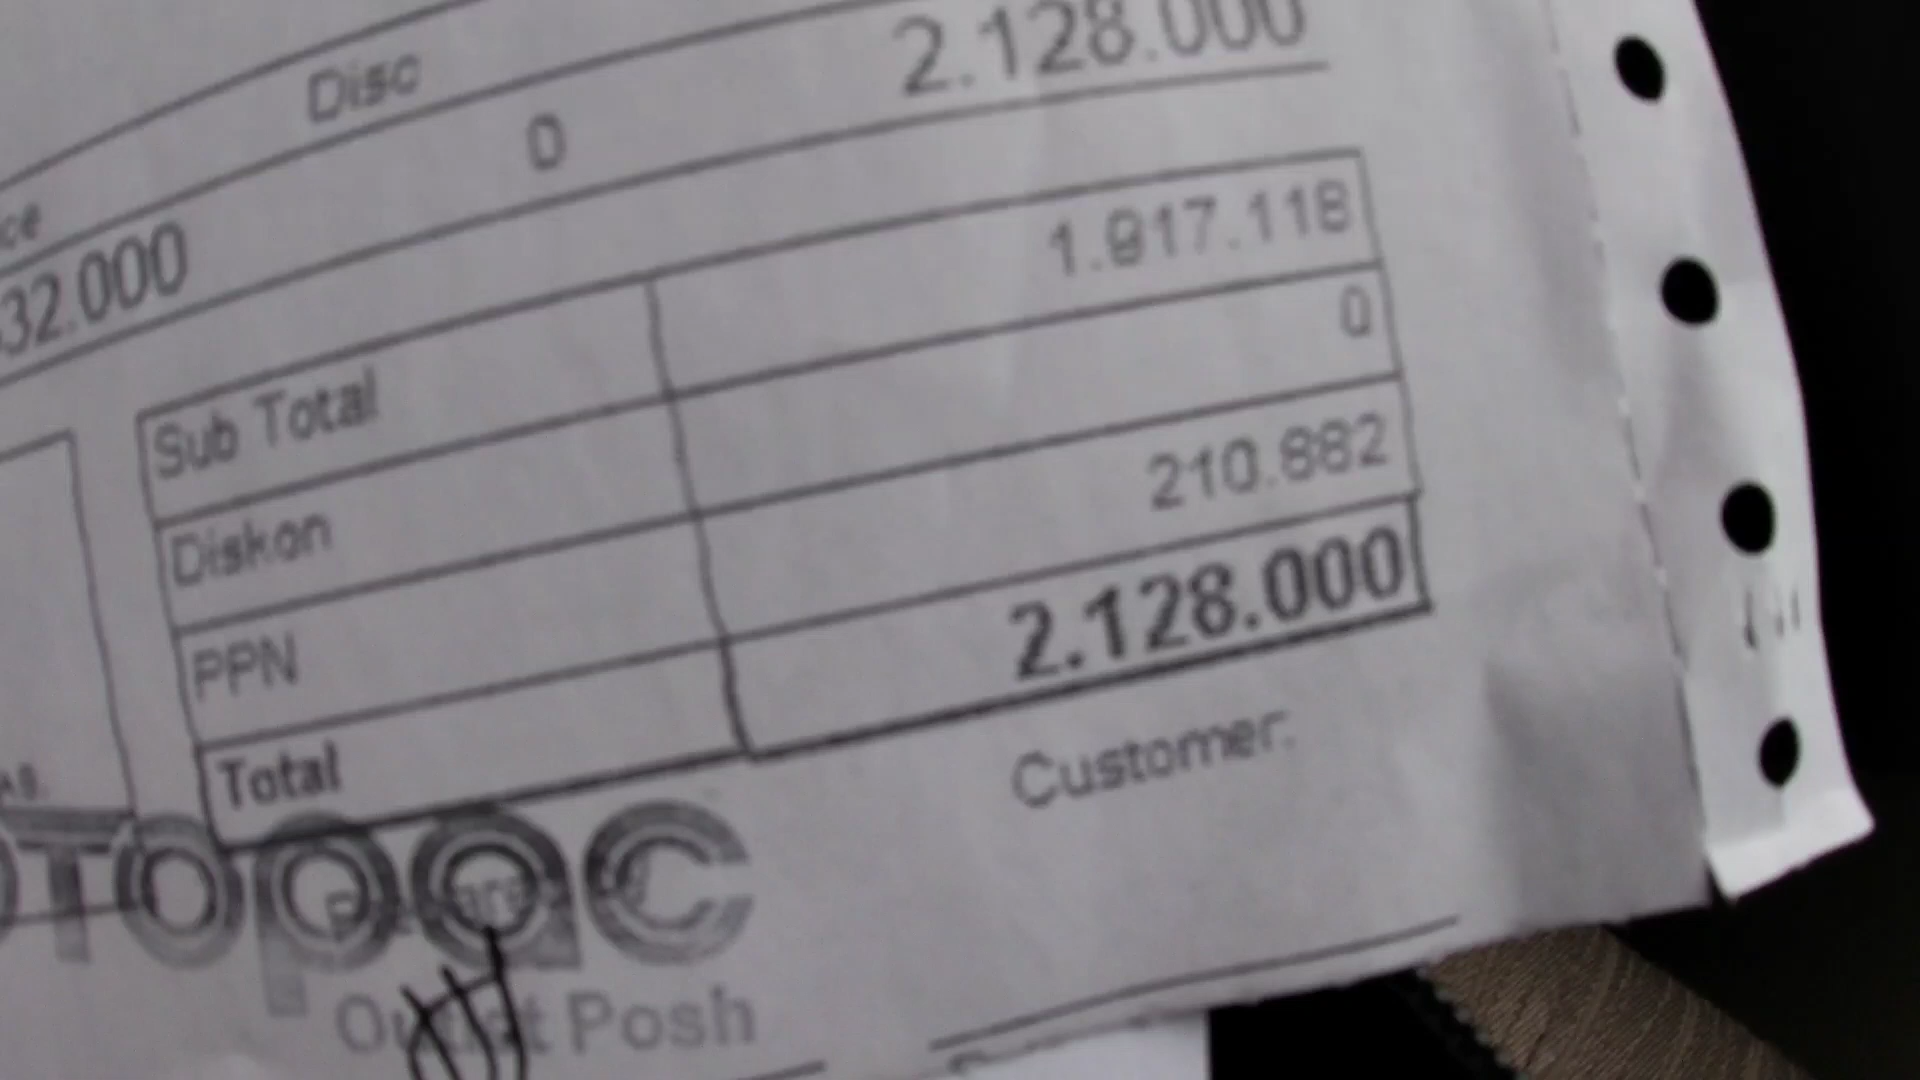 Disc
2.128.000
32.000
0
Sub Total 1.917.118
Diskon 0
PPN 210.882
Total 2.128.000
Customer.
Outlet Posh